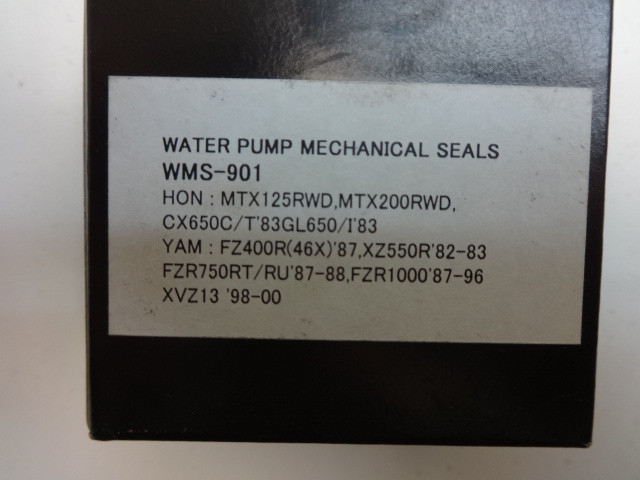 WATER PUMP MECHANICAL SEALS
WMS-901
HON : MTX125RWD,MTX200RWD,
CX650C/T'83GL650/I'83
YAM : FZ400R(46X)'87,XZ550R'82-83
FZR750RT/RU'87-88,FZR1000'87-96
XVZ13 '98-00